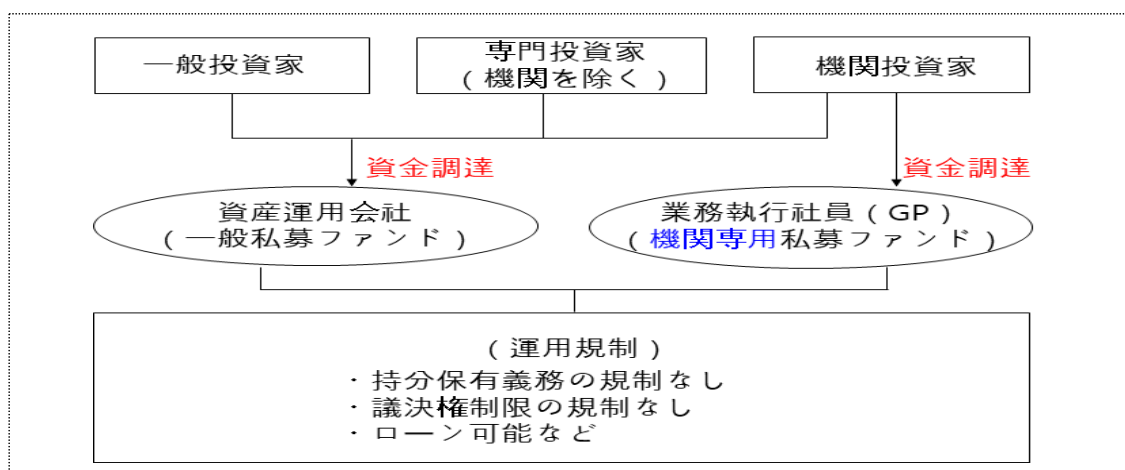 一般投資家
専門投資家
(機関を除く)
機関投資家
資金調達
資金調達
資産運用会社
(一般私募ファンド)
業務執行社員(GP)
(機関専用私募ファンド)
(運用規制)
・持分保有義務の規制なし
・議決権制限の規制なし
・ローン可能など